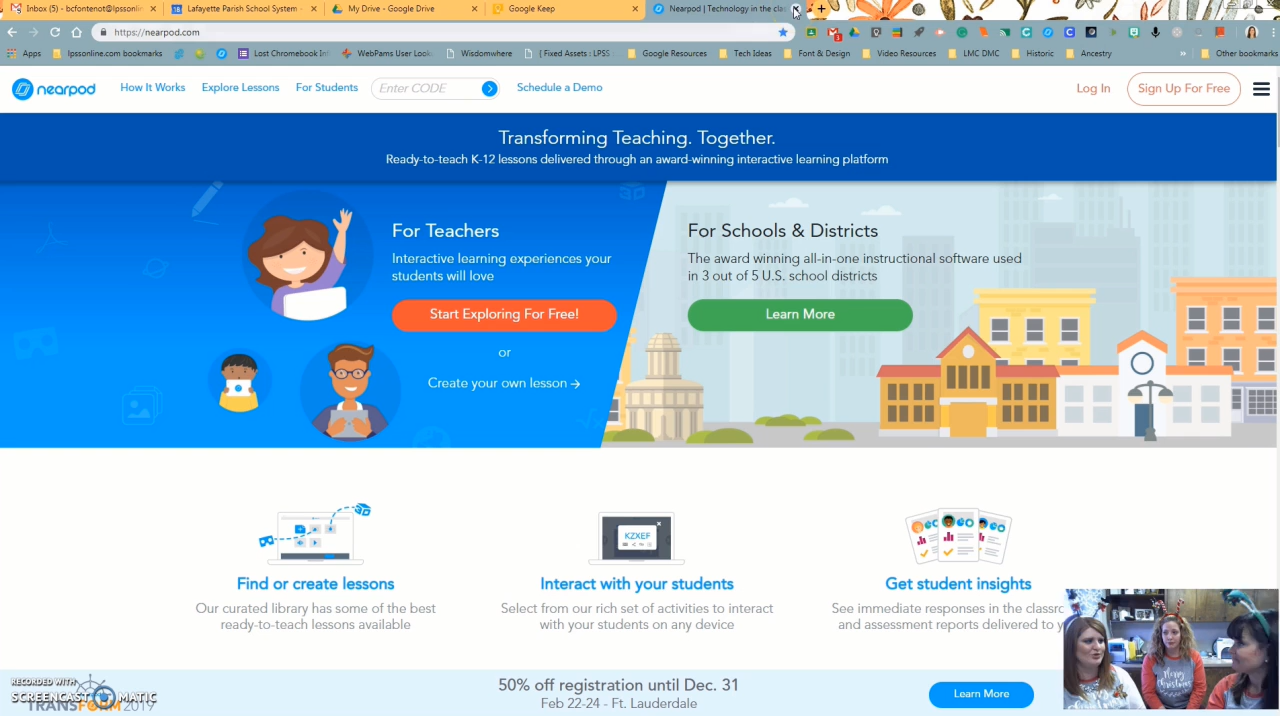 Inbox (5) - bcfontenot@lpssonlin
Lafayette Parish School System -
My Drive - Google Drive
Google Keep
Nearpod | Technology in the clas
https://nearpod.com
Apps
lpssonline.com bookmarks
Lost Chromebook In
WebPams User Look
Wisdomwhere
( Fixed Assets : LPSS
Google Resources
Tech Ideas
Font & Design
Video Resources
LMC DMC
Historic
Ancestry
Other bookmarks
nearpod
How It Works
Explore Lessons
For Students
Enter CODE
Schedule a Demo
Log In
Sign Up For Free
Transforming Teaching. Together.
Ready-to-teach K-12 lessons delivered through an award-winning interactive learning platform
For Teachers
Interactive learning experiences your
students will love
Start Exploring For Free!
or
Create your own lesson →
For Schools & Districts
The award winning all-in-one instructional software used
in 3 out of 5 U.S. school districts
Learn More
KZXEF
Find or create lessons
Our curated library has some of the best
ready-to-teach lessons available
Interact with your students
Select from our rich set of activities to interact
with your students on any device
Get student insights
See immediate responses in the classro
and assessment reports delivered to y
50% off registration until Dec. 31
Feb 22-24 - Ft. Lauderdale
Learn More
RECORDED WITH
SCREENCAST MATIC
TRANSFORM 2019
Merry
Christmas